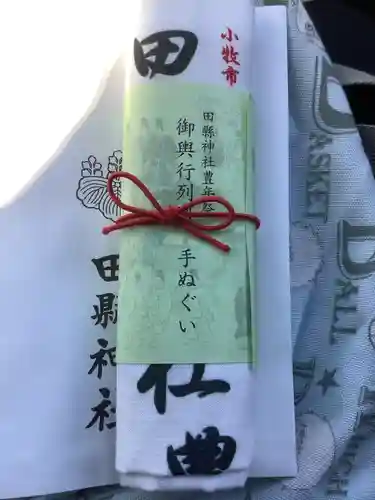 小牧市
田
田縣神社豊年祭
御輿行列
手ぬぐい
社
典
田縣神社
BASKET
BALL